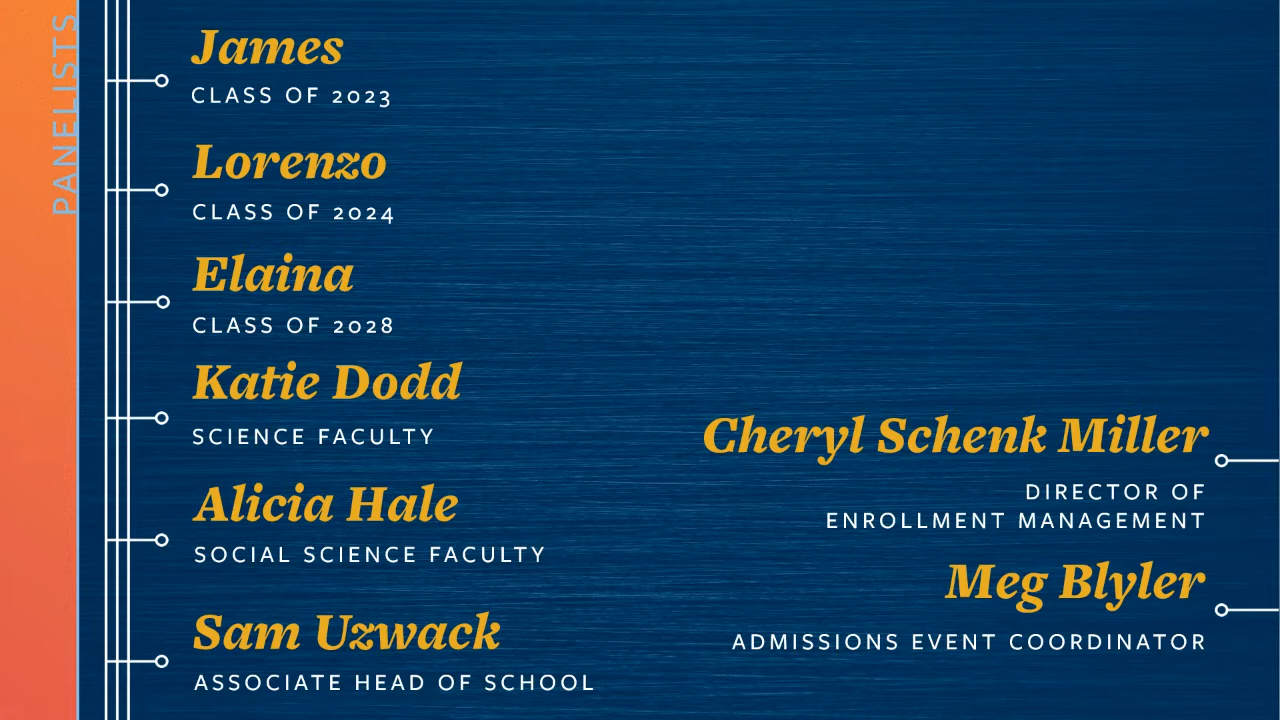 PANELISTS
James
CLASS OF 2023
Lorenzo
CLASS OF 2024
Elaina
CLASS OF 2028
Katie Dodd
SCIENCE FACULTY
Alicia Hale
SOCIAL SCIENCE FACULTY
Sam Uzwack
ASSOCIATE HEAD OF SCHOOL
Cheryl Schenk Miller
DIRECTOR OF
ENROLLMENT MANAGEMENT
Meg Blyler
ADMISSIONS EVENT COORDINATOR